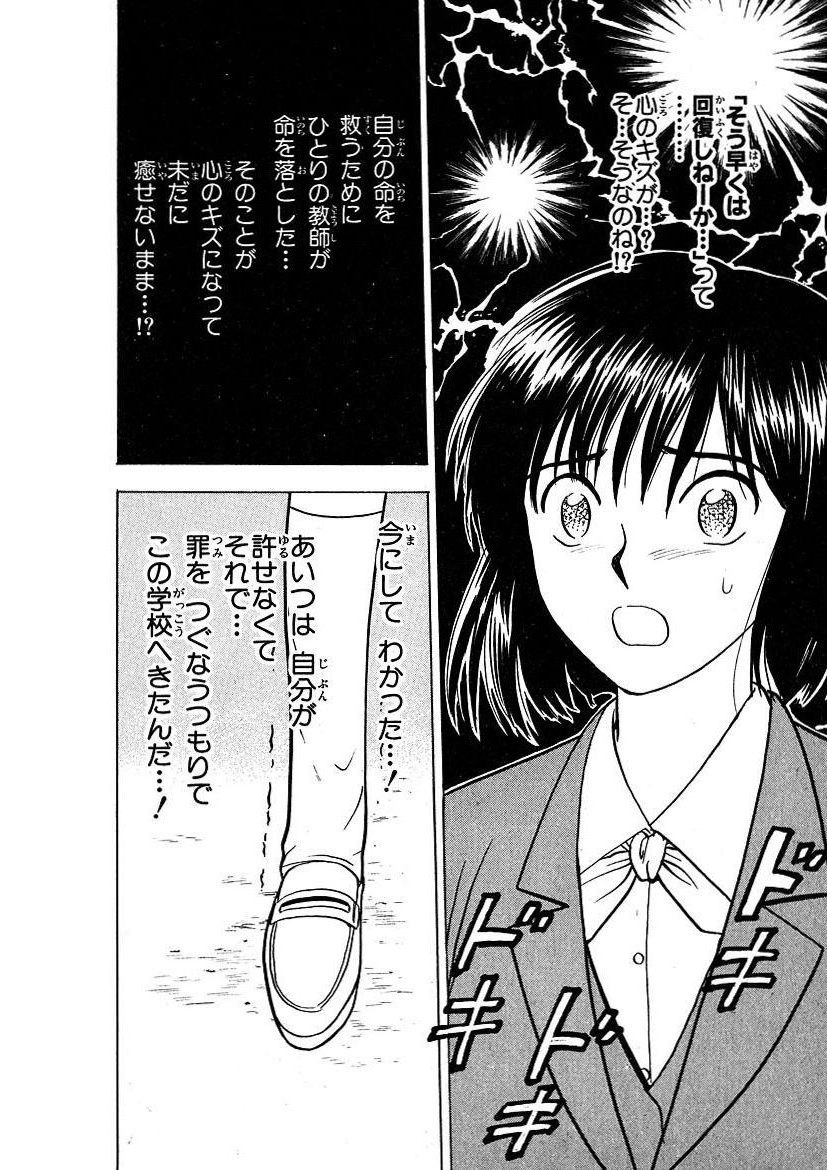 「そう早くは
回復しねーか…」って
………
心のキズが…?
そ…そうなのね!?
自分の命を
救うために
ひとりの教師が
命を落とした…
そのことが
心のキズになって
未だに
癒せないまま…!?
今にして わかった…!
あいつは 自分が
許せなくて
それで…
罪を つぐなうつもりで
この学校へきたんだ…!
ドキ
ドキ
ドキ